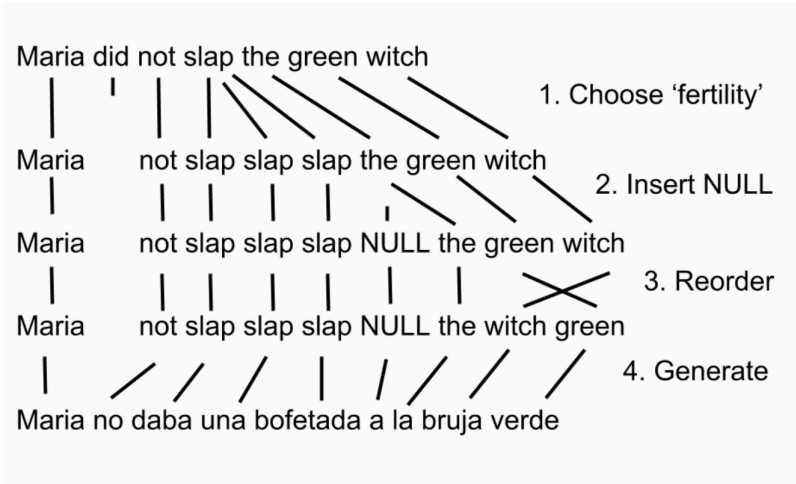 Maria did not slap the green witch
1. Choose ‘fertility’
Maria not slap slap slap the green witch
2. Insert NULL
Maria not slap slap slap NULL the green witch
3. Reorder
Maria not slap slap slap NULL the witch green
4. Generate
Maria no daba una bofetada a la bruja verde